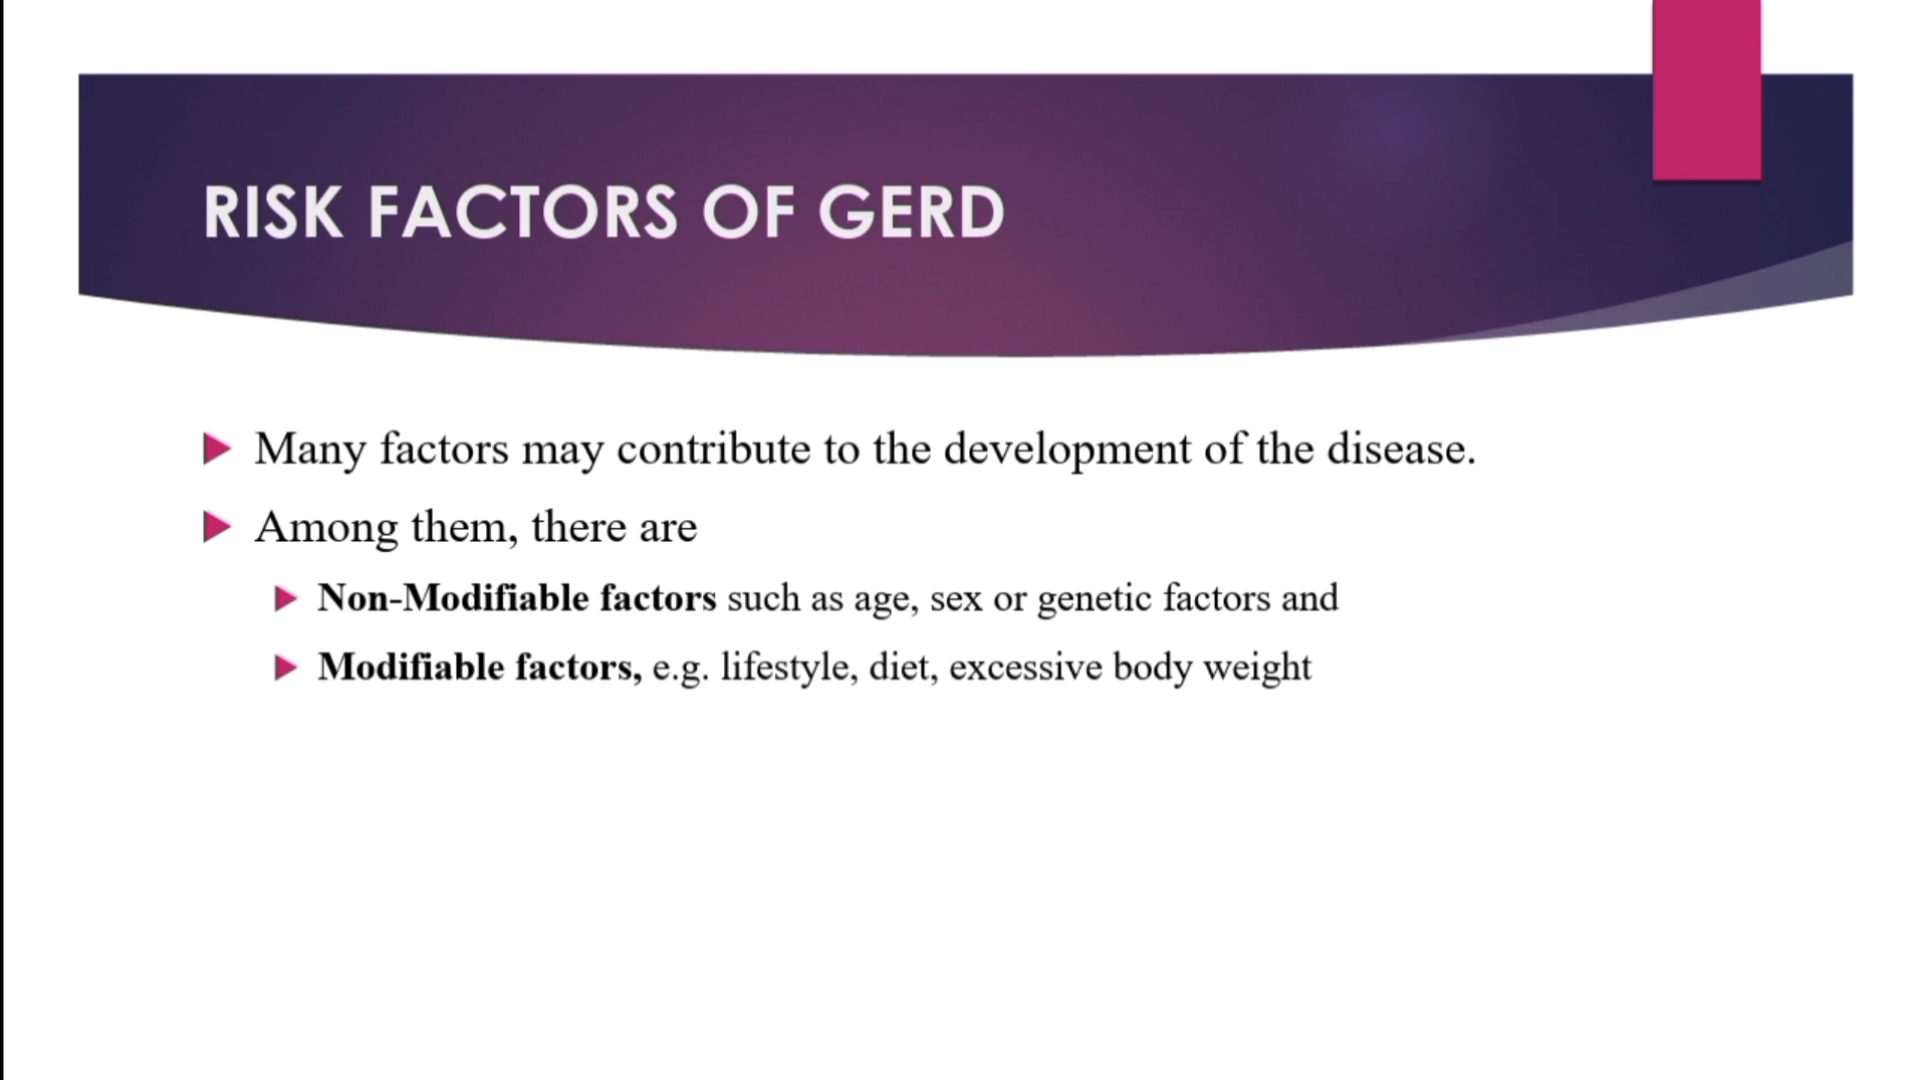 RISK FACTORS OF GERD
Many factors may contribute to the development of the disease.
Among them, there are
Non-Modifiable factors such as age, sex or genetic factors and
Modifiable factors, e.g. lifestyle, diet, excessive body weight